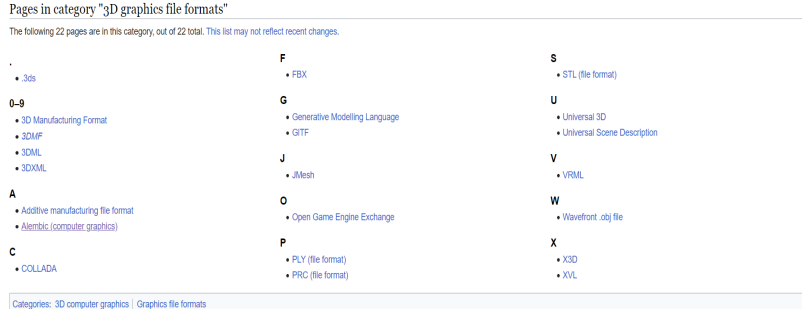 Pages in category "3D graphics file formats"
The following 22 pages are in this category, out of 22 total. This list may not reflect recent changes.
.
• .3ds
0–9
• 3D Manufacturing Format
• 3DMF
• 3DML
• 3DXML
A
• Additive manufacturing file format
• Alembic (computer graphics)
C
• COLLADA
F
• FBX
G
• Generative Modelling Language
• GlTF
J
• JMesh
O
• Open Game Engine Exchange
P
• PLY (file format)
• PRC (file format)
S
• STL (file format)
U
• Universal 3D
• Universal Scene Description
V
• VRML
W
• Wavefront .obj file
X
• X3D
• XVL
Categories: 3D computer graphics | Graphics file formats